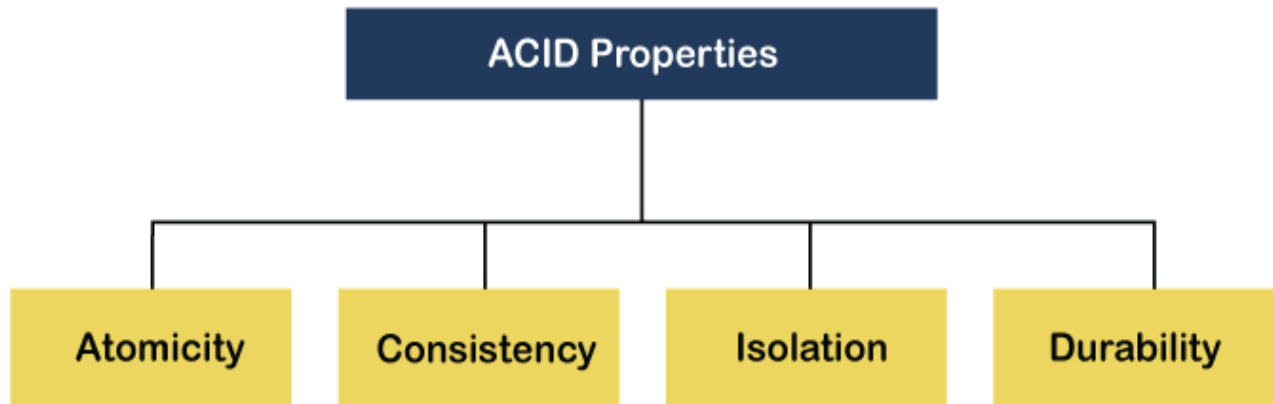 ACID Properties
Atomicity
Consistency
Isolation
Durability